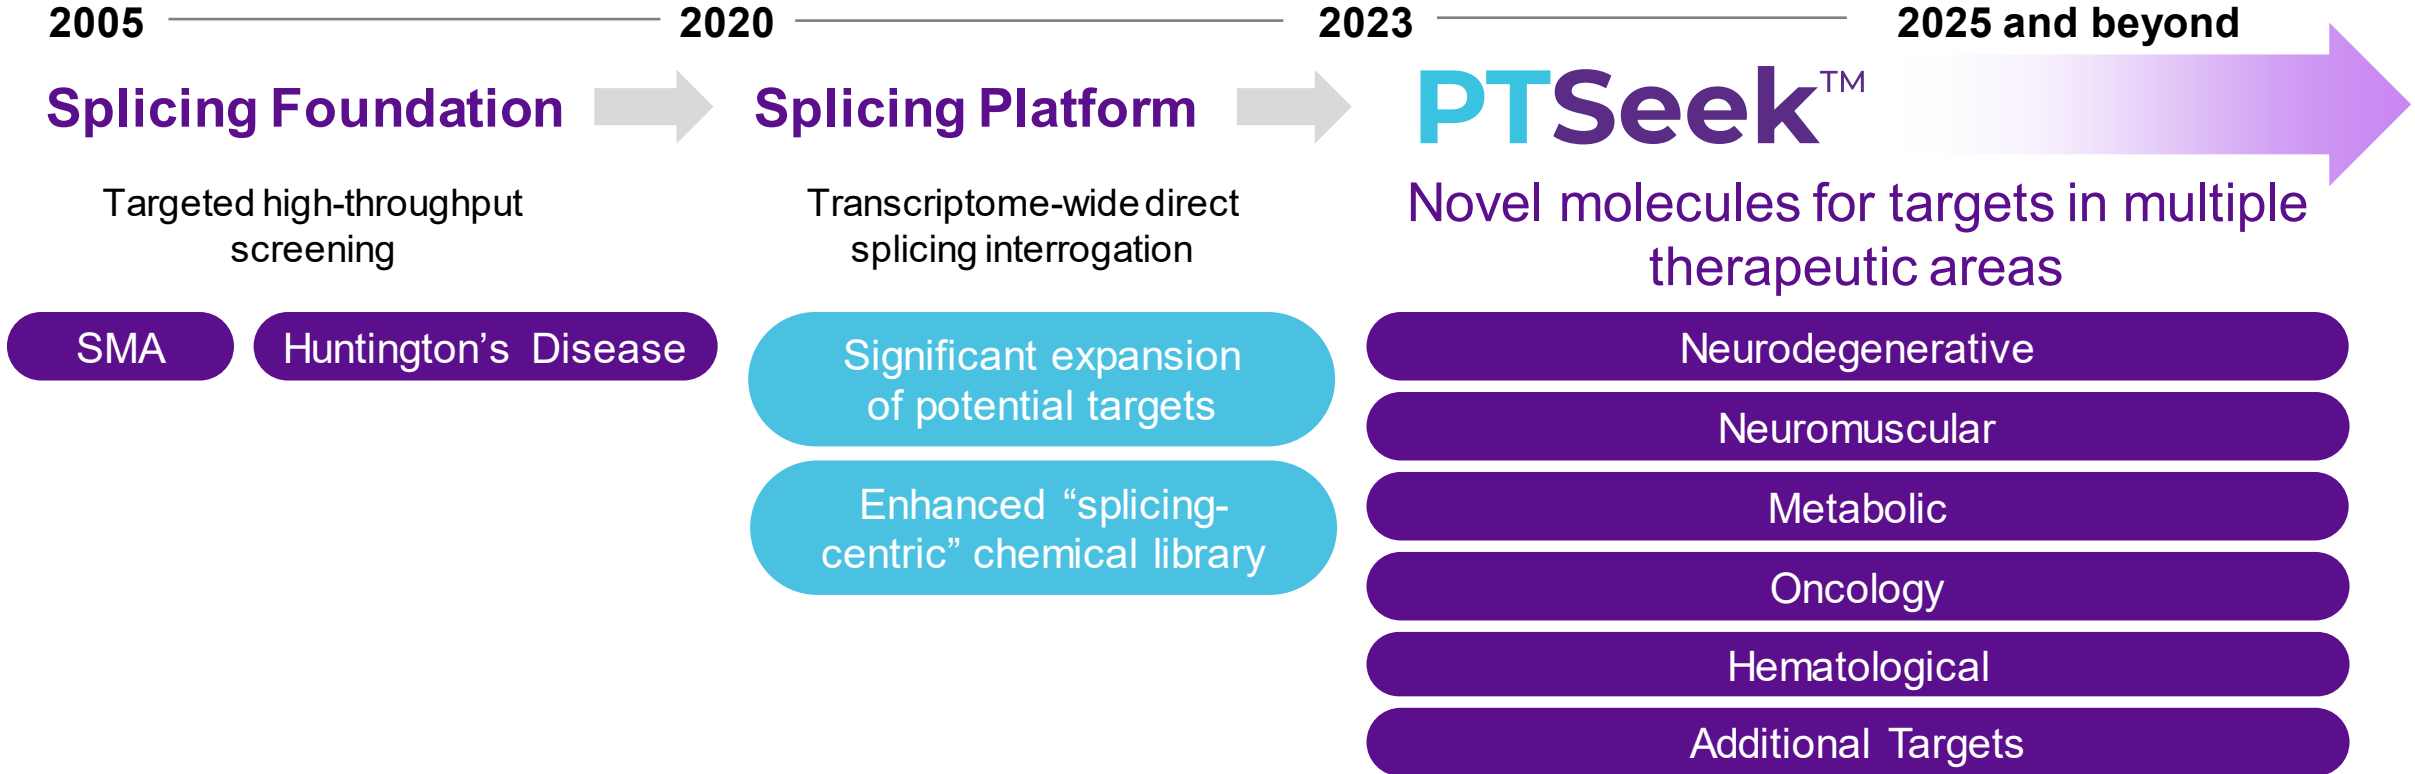 2005
2020
2023
2025 and beyond
Splicing Foundation
Splicing Platform
PTSeek™
Targeted high-throughput
screening
Transcriptome-wide direct
splicing interrogation
Novel molecules for targets in multiple
therapeutic areas
SMA
Huntington’s Disease
Significant expansion
of potential targets
Enhanced “splicing-
centric” chemical library
Neurodegenerative
Neuromuscular
Metabolic
Oncology
Hematological
Additional Targets